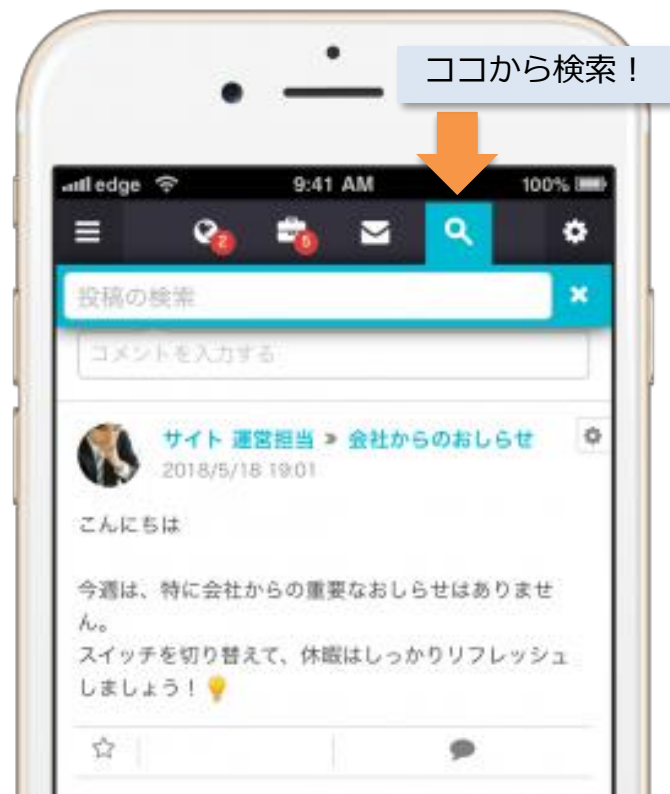 ココから検索！
edge 9:41 AM 100%
2 5
投稿の検索
コメントを入力する
サイト 運営担当 » 会社からのおしらせ
2018/5/18 19:01
こんにちは
今週は、特に会社からの重要なおしらせはありませ
ん。
スイッチを切り替えて、休暇はしっかりリフレッシュ
しましょう！